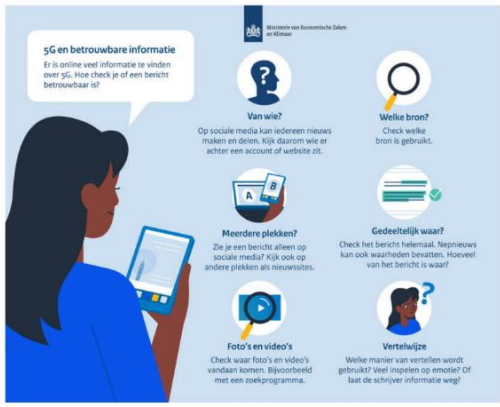 Ministerie van Economische Zaken
en Klimaat
5G en betrouwbare informatie
Er is online veel informatie te vinden
over 5G. Hoe check je of een bericht
betrouwbaar is?
?
Van wie?
Op sociale media kan iedereen nieuws
maken en delen. Kijk daarom wie er
achter een account of website zit.
Welke bron?
Check welke
bron is gebruikt.
A
B
Meerdere plekken?
Zie je een bericht alleen op
sociale media? Kijk ook op
andere plekken als nieuwssites.
Gedeeltelijk waar?
Check het bericht helemaal. Nepnieuws
kan ook waarheden bevatten. Hoeveel
van het bericht is waar?
Foto's en video's
Check waar foto's en video's
vandaan komen. Bijvoorbeeld
met een zoekprogramma.
?
Vertelwijze
Welke manier van vertellen wordt
gebruikt? Veel inspelen op emotie? Of
laat de schrijver informatie weg?